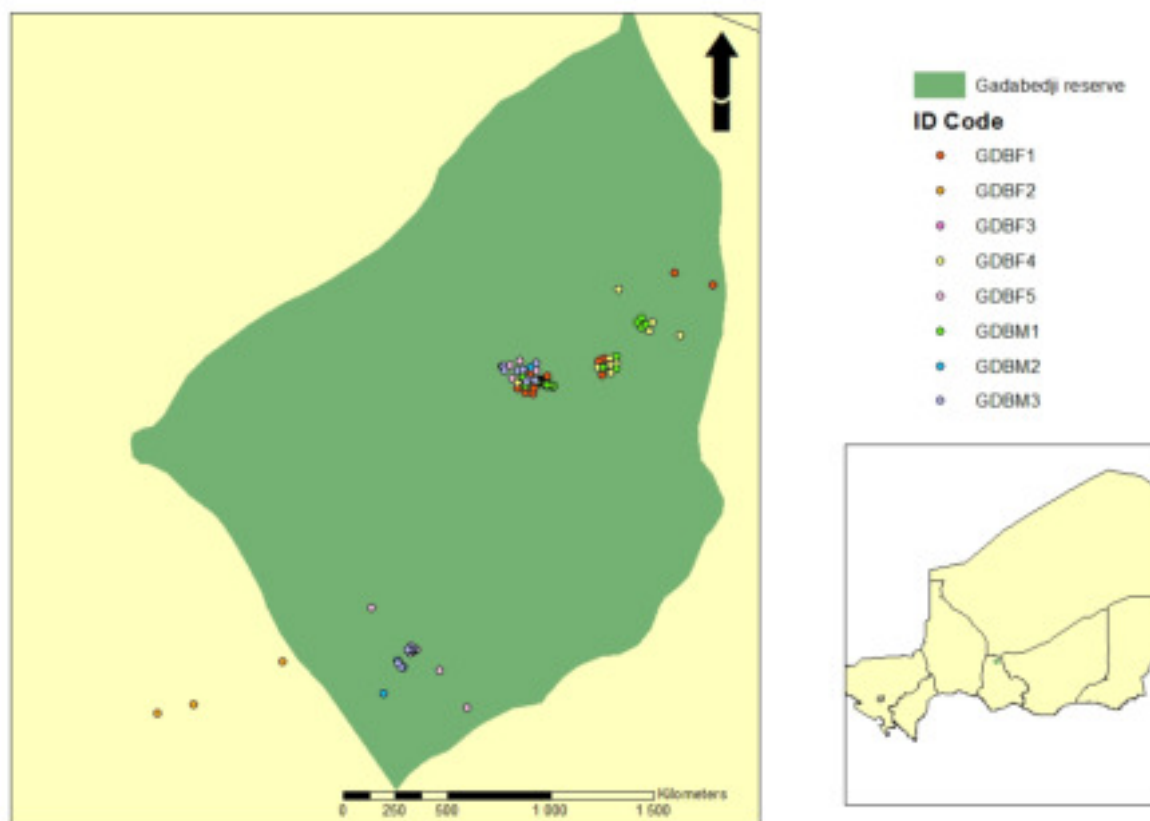 Gadabedji reserve
ID Code
GDBF1
GDBF2
GDBF3
GDBF4
GDBF5
GDBM1
GDBM2
GDBM3
Kilometers
0 250 500 1 000 1 500